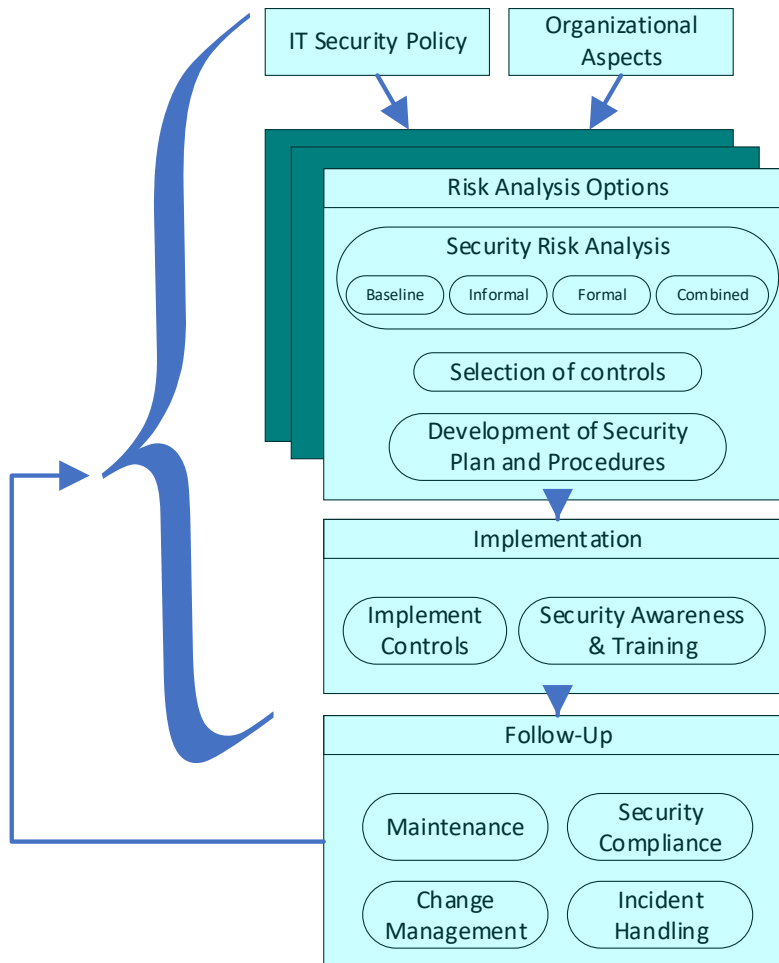 IT Security Policy
Organizational
Aspects
Risk Analysis Options
Security Risk Analysis
Baseline
Informal
Formal
Combined
Selection of controls
Development of Security
Plan and Procedures
Implementation
Implement
Controls
Security Awareness
& Training
Follow-Up
Maintenance
Security
Compliance
Change
Management
Incident
Handling